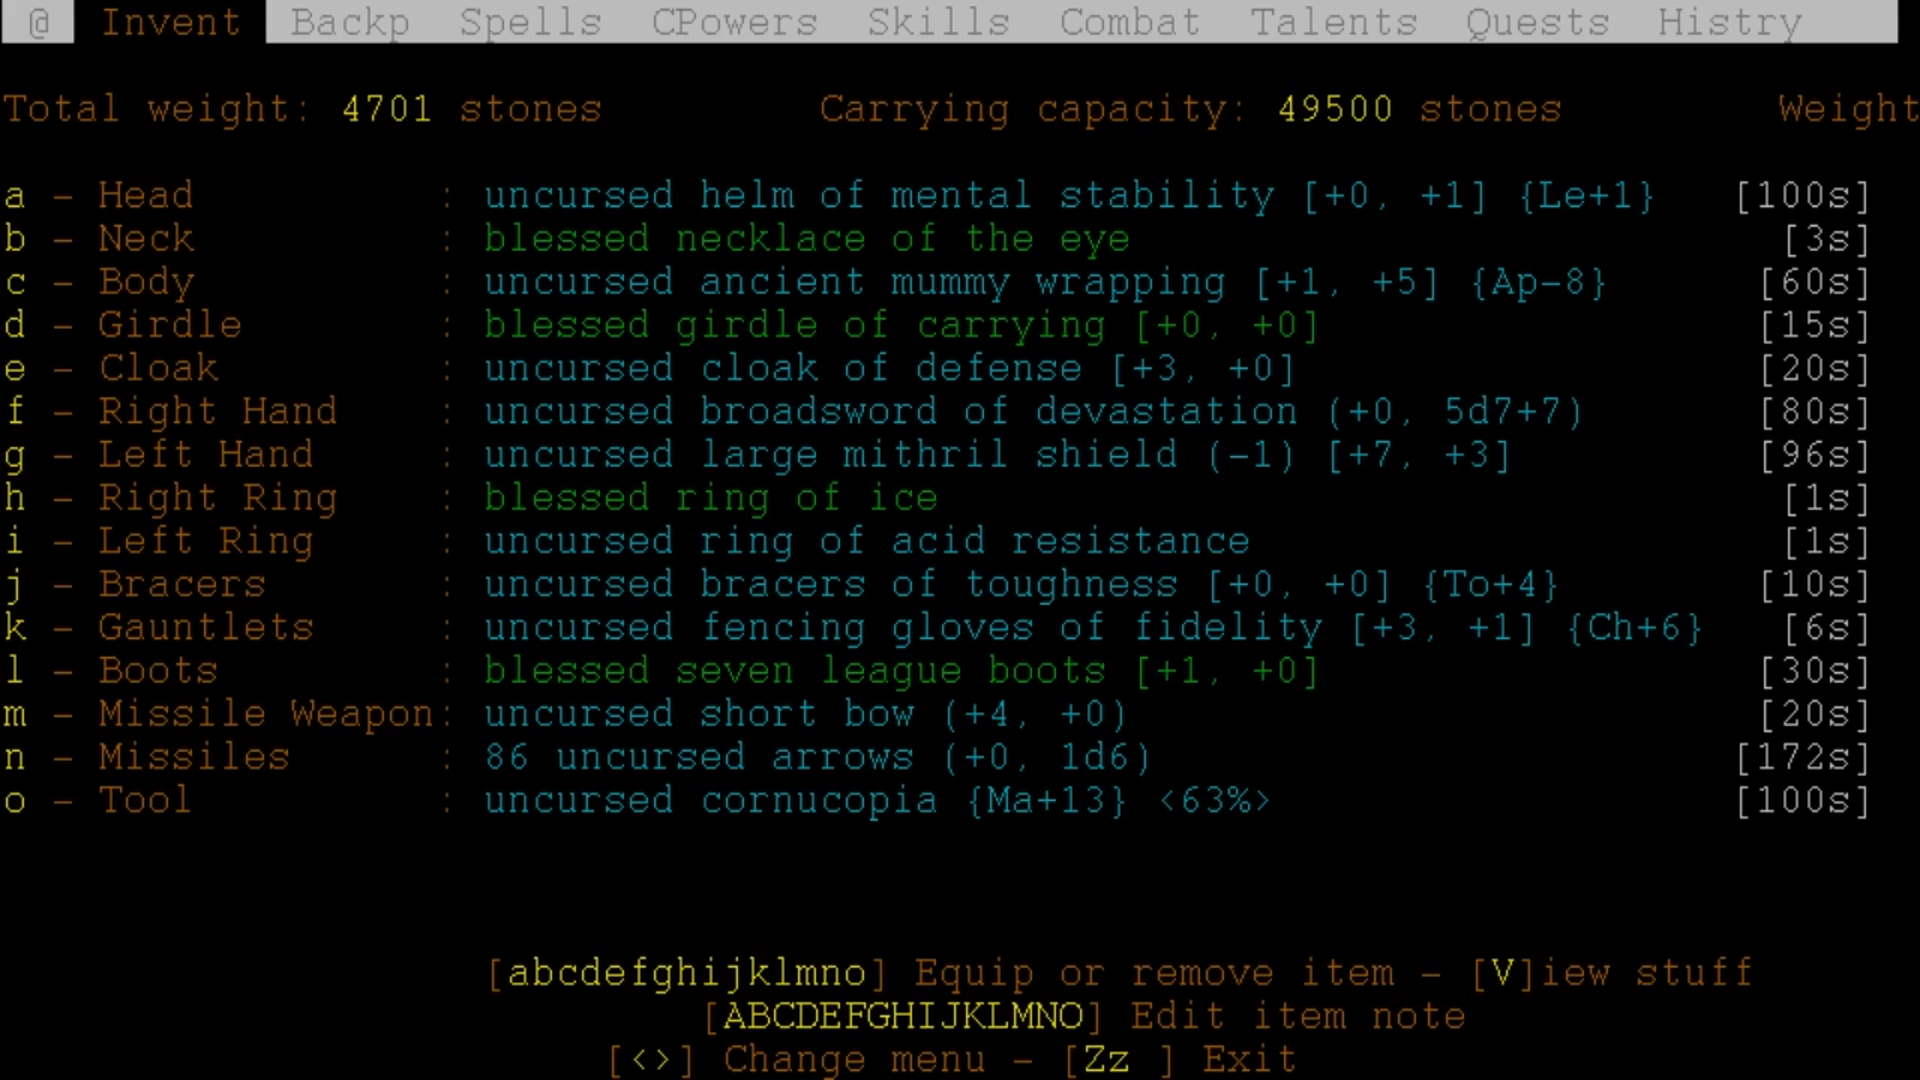 @ Invent Backp Spells CPowers Skills Combat Talents Quests Histry
Total weight: 4701 stones Carrying capacity: 49500 stones Weight
a - Head : uncursed helm of mental stability [+0, +1] {Le+1} [100s]
b - Neck : blessed necklace of the eye [3s]
c - Body : uncursed ancient mummy wrapping [+1, +5] {Ap-8} [60s]
d - Girdle : blessed girdle of carrying [+0, +0] [15s]
e - Cloak : uncursed cloak of defense [+3, +0] [20s]
f - Right Hand : uncursed broadsword of devastation (+0, 5d7+7) [80s]
g - Left Hand : uncursed large mithril shield (-1) [+7, +3] [96s]
h - Right Ring : blessed ring of ice [1s]
i - Left Ring : uncursed ring of acid resistance [1s]
j - Bracers : uncursed bracers of toughness [+0, +0] {To+4} [10s]
k - Gauntlets : uncursed fencing gloves of fidelity [+3, +1] {Ch+6} [6s]
l - Boots : blessed seven league boots [+1, +0] [30s]
m - Missile Weapon: uncursed short bow (+4, +0) [20s]
n - Missiles : 86 uncursed arrows (+0, 1d6) [172s]
o - Tool : uncursed cornucopia {Ma+13} <63%> [100s]
[abcdefghijklmno] Equip or remove item - [V]iew stuff
[ABCDEFGHIJKLMNO] Edit item note
[<>] Change menu - [Zz ] Exit